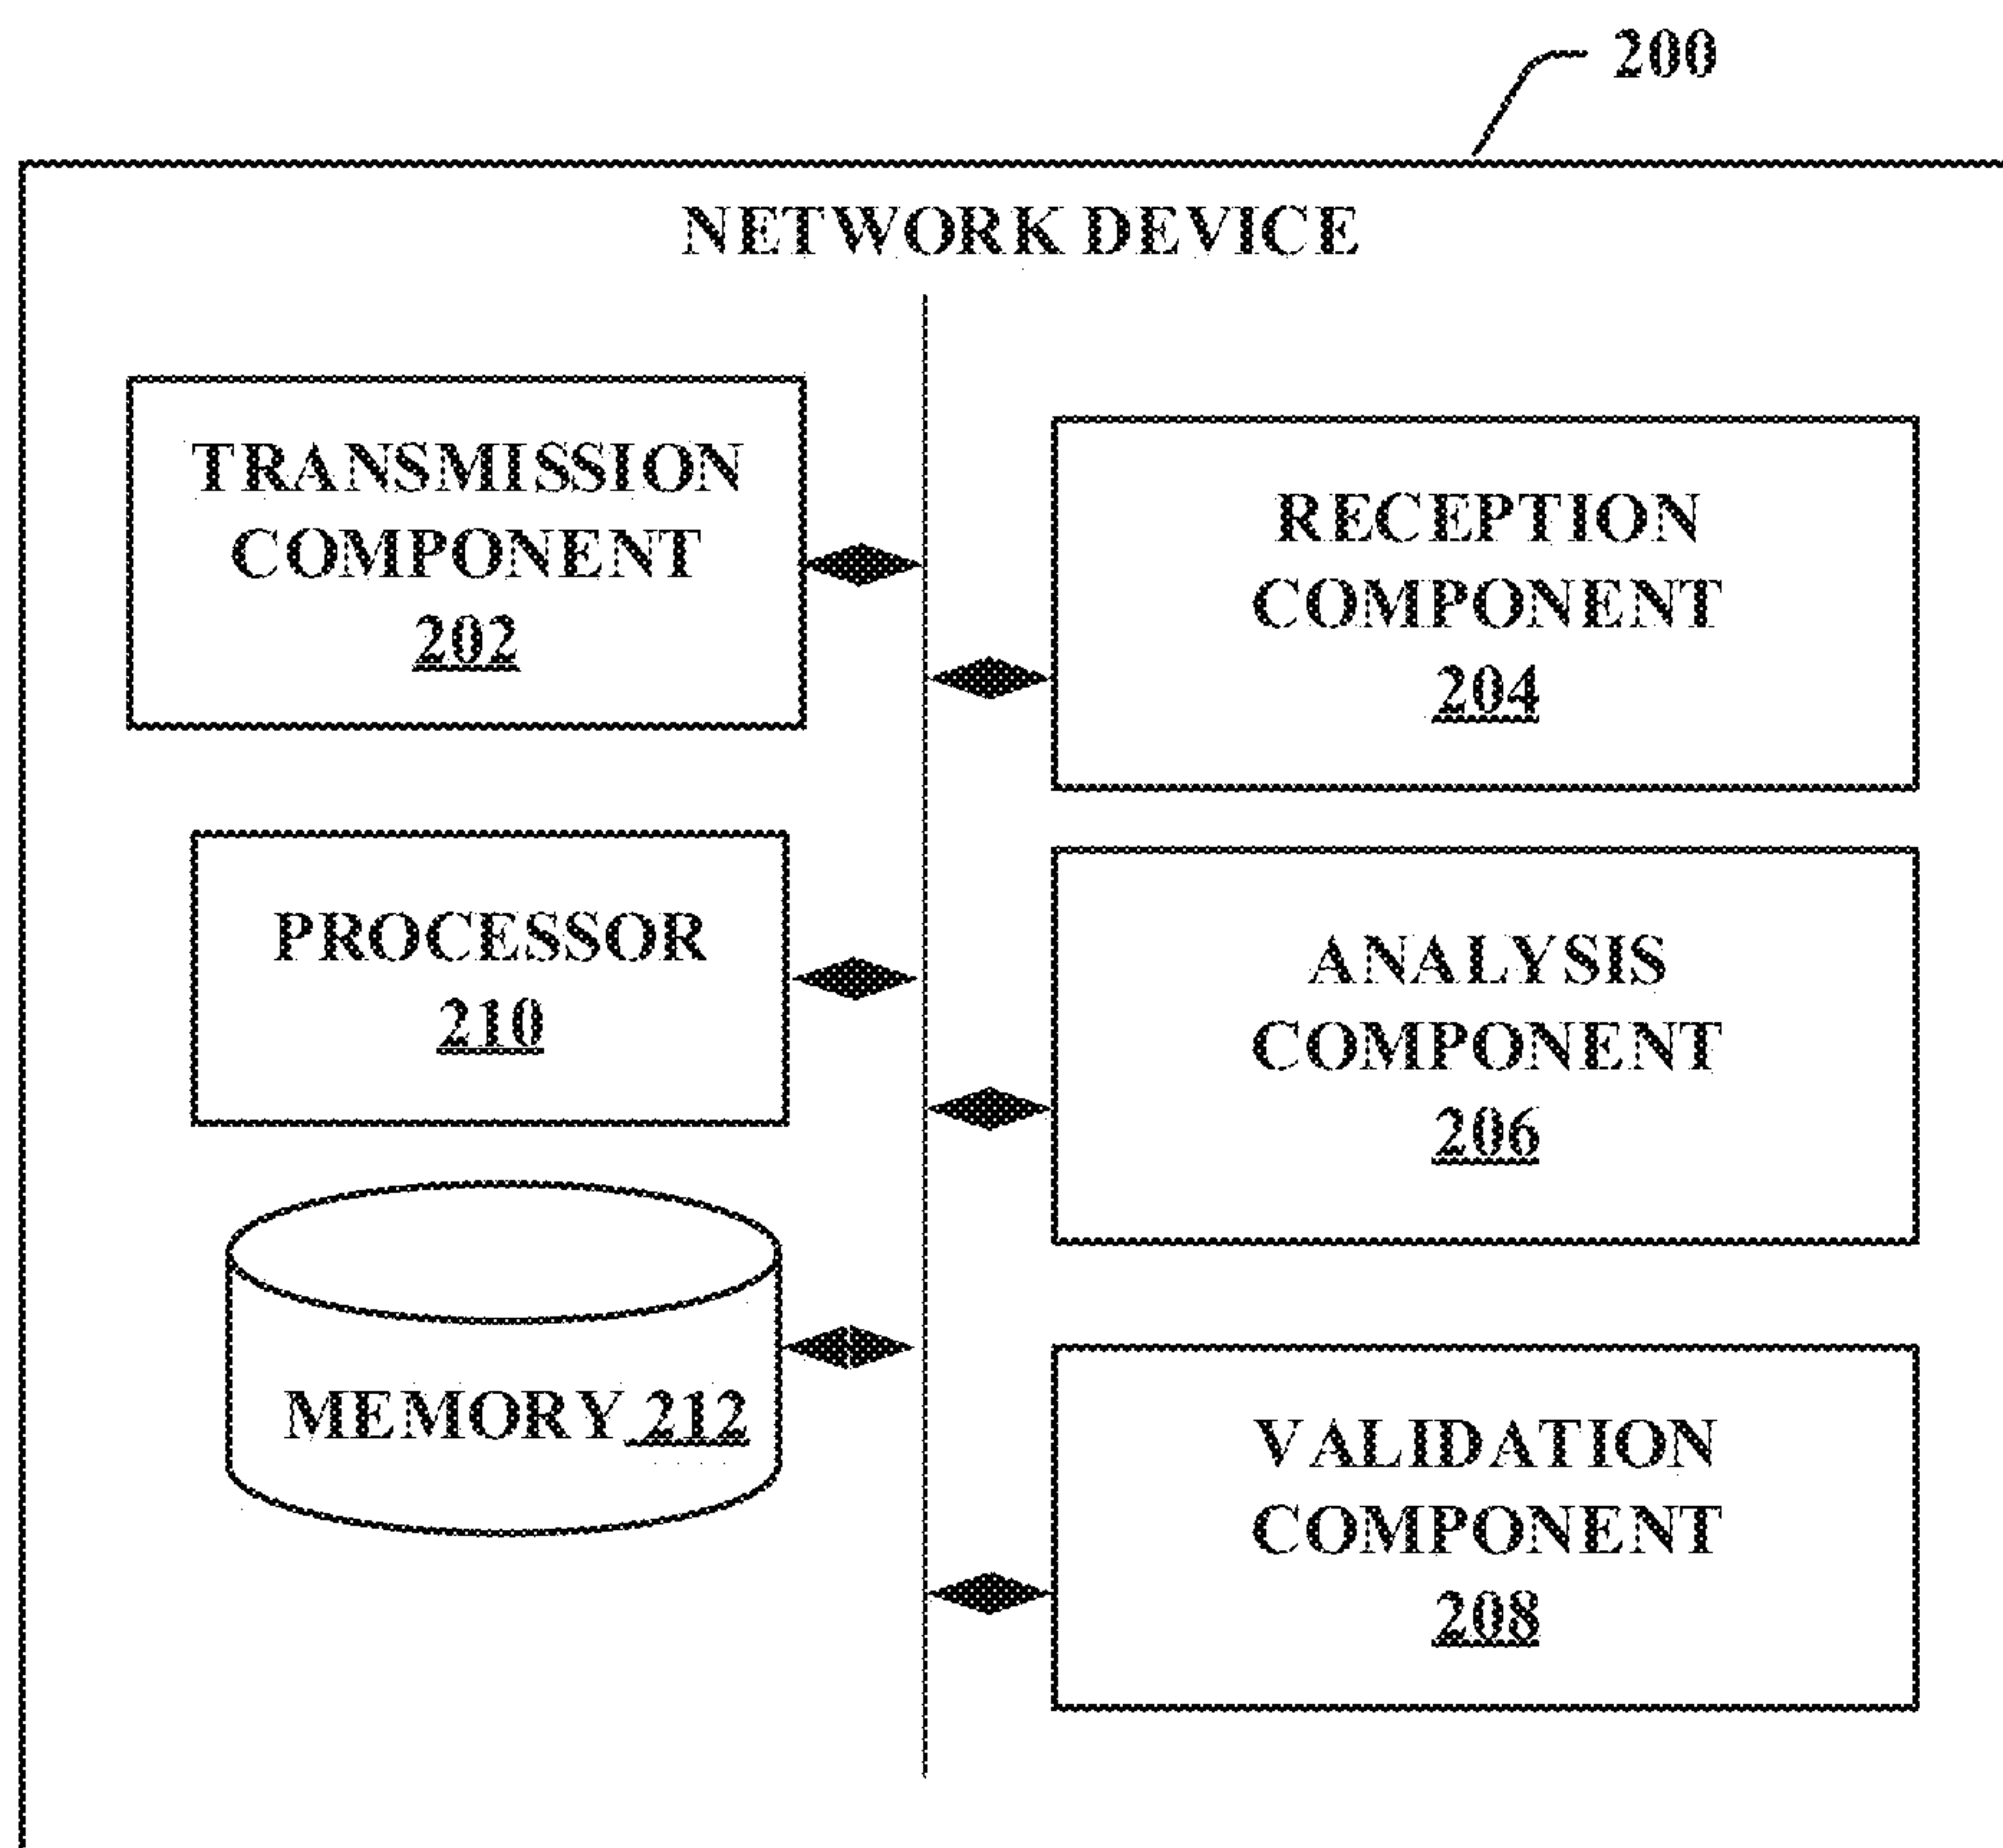 200
NETWORK DEVICE
TRANSMISSION
COMPONENT
202
RECEPTION
COMPONENT
204
PROCESSOR
210
ANALYSIS
COMPONENT
206
MEMORY 212
VALIDATION
COMPONENT
208